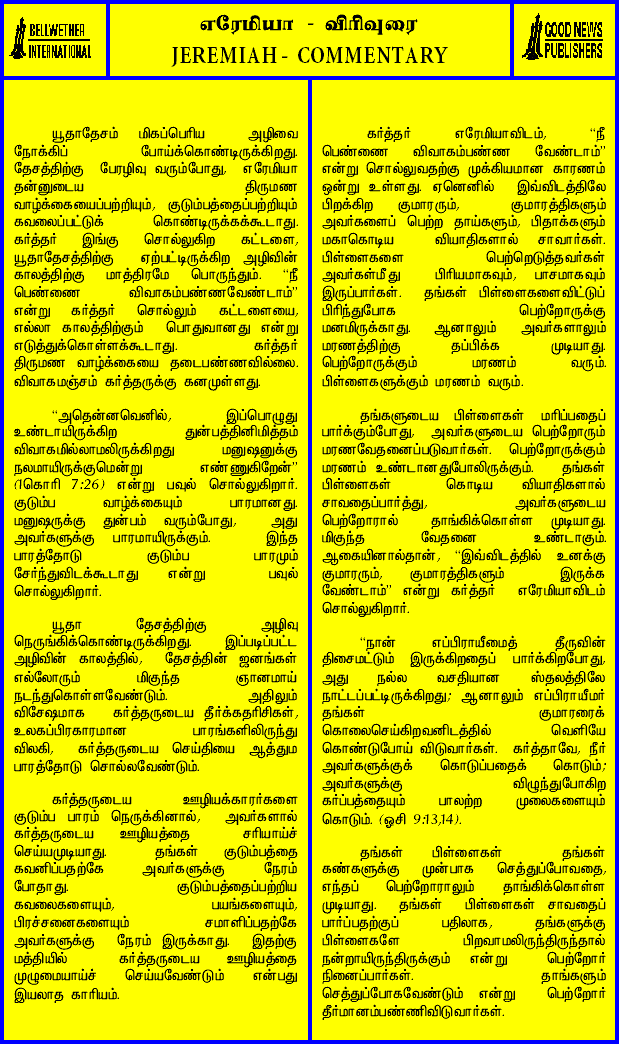 BELLWETHER
INTERNATIONAL
எரேமியா - விரிவுரை
JEREMIAH - COMMENTARY
GOOD NEWS
PUBLISHERS
யூதாதேசம் மிகப்பெரிய அழிவை
நோக்கிப் போய்க்கொண்டிருக்கிறது.
தேசத்திற்கு பேரழிவு வரும்போது, எரேமியா
தன்னுடைய திருமண
வாழ்க்கையைப்பற்றியும், குடும்பத்தைப்பற்றியும்
கவலைப்பட்டுக் கொண்டிருக்கக்கூடாது.
கர்த்தர் இங்கு சொல்லுகிற கட்டளை,
யூதாதேசத்திற்கு ஏற்பட்டிருக்கிற அழிவின்
காலத்திற்கு மாத்திரமே பொருந்தும். “நீ
பெண்ணை விவாகம்பண்ணவேண்டாம்”
என்று கர்த்தர் சொல்லும் கட்டளையை,
எல்லா காலத்திற்கும் பொதுவானது என்று
எடுத்துக்கொள்ளக்கூடாது. கர்த்தர்
திருமண வாழ்க்கையை தடைபண்ணவில்லை.
விவாகமஞ்சம் கர்த்தருக்கு கனமுள்ளது.
“அதென்னவெனில், இப்பொழுது
உண்டாயிருக்கிற துன்பத்தினிமித்தம்
விவாகமில்லாமலிருக்கிறது மனுஷனுக்கு
நலமாயிருக்குமென்று எண்ணுகிறேன்”
(1கொரி 7:26) என்று பவுல் சொல்லுகிறார்.
குடும்ப வாழ்க்கையும் பாரமானது.
மனுஷருக்கு துன்பம் வரும்போது, அது
அவர்களுக்கு பாரமாயிருக்கும். இந்த
பாரத்தோடு குடும்ப பாரமும்
சேர்ந்துவிடக்கூடாது என்று பவுல்
சொல்லுகிறார்.
யூதா தேசத்திற்கு அழிவு
நெருங்கிக்கொண்டிருக்கிறது. இப்படிப்பட்ட
அழிவின் காலத்தில், தேசத்தின் ஜனங்கள்
எல்லோரும் மிகுந்த ஞானமாய்
நடந்துகொள்ளவேண்டும். அதிலும்
விசேஷமாக கர்த்தருடைய தீர்க்கதரிசிகள்,
உலகப்பிரகாரமான பாரங்களிலிருந்து
விலகி, கர்த்தருடைய செய்தியை ஆத்தும
பாரத்தோடு சொல்லவேண்டும்.
கர்த்தருடைய ஊழியக்காரர்களை
குடும்ப பாரம் நெருக்கினால், அவர்களால்
கர்த்தருடைய ஊழியத்தை சரியாய்ச்
செய்யமுடியாது. தங்கள் குடும்பத்தை
கவனிப்பதற்கே அவர்களுக்கு நேரம்
போதாது. குடும்பத்தைப்பற்றிய
கவலைகளையும், பயங்களையும்,
பிரச்சனைகளையும் சமாளிப்பதற்கே
அவர்களுக்கு நேரம் இருக்காது. இதற்கு
மத்தியில் கர்த்தருடைய ஊழியத்தை
முழுமையாய்ச் செய்யவேண்டும் என்பது
இயலாத காரியம்.
கர்த்தர் எரேமியாவிடம், “நீ
பெண்ணை விவாகம்பண்ண வேண்டாம்”
என்று சொல்லுவதற்கு முக்கியமான காரணம்
ஒன்று உள்ளது. ஏனெனில் இவ்விடத்திலே
பிறக்கிற குமாரரும், குமாரத்திகளும்
அவர்களைப் பெற்ற தாய்களும், பிதாக்களும்
மகாகொடிய வியாதிகளால் சாவார்கள்.
பிள்ளைகளை பெற்றெடுத்தவர்கள்
அவர்கள்மீது பிரியமாகவும், பாசமாகவும்
இருப்பார்கள். தங்கள் பிள்ளைகளைவிட்டுப்
பிரிந்துபோக பெற்றோருக்கு
மனமிருக்காது. ஆனாலும் அவர்களாலும்
மரணத்திற்கு தப்பிக்க முடியாது.
பெற்றோருக்கும் மரணம் வரும்.
பிள்ளைகளுக்கும் மரணம் வரும்.
தங்களுடைய பிள்ளைகள் மரிப்பதைப்
பார்க்கும்போது, அவர்களுடைய பெற்றோரும்
மரணவேதனைப்படுவார்கள். பெற்றோருக்கும்
மரணம் உண்டானதுபோலிருக்கும். தங்கள்
பிள்ளைகள் கொடிய வியாதிகளால்
சாவதைப்பார்த்து, அவர்களுடைய
பெற்றோரால் தாங்கிக்கொள்ள முடியாது.
மிகுந்த வேதனை உண்டாகும்.
ஆகையினால்தான், “இவ்விடத்தில் உனக்கு
குமாரரும், குமாரத்திகளும் இருக்க
வேண்டாம்” என்று கர்த்தர் எரேமியாவிடம்
சொல்லுகிறார்.
“நான் எப்பிராயீமைத் தீருவின்
திசைமட்டும் இருக்கிறதைப் பார்க்கிறபோது,
அது நல்ல வசதியான ஸ்தலத்திலே
நாட்டப்பட்டிருக்கிறது; ஆனாலும் எப்பிராயீமர்
தங்கள் குமாரரைக்
கொலைசெய்கிறவனிடத்தில் வெளியே
கொண்டுபோய் விடுவார்கள். கர்த்தாவே, நீர்
அவர்களுக்குக் கொடுப்பதைக் கொடும்;
அவர்களுக்கு விழுந்துபோகிற
கர்ப்பத்தையும் பாலற்ற முலைகளையும்
கொடும். (ஓசி 9:13,14).
தங்கள் பிள்ளைகள் தங்கள்
கண்களுக்கு முன்பாக செத்துப்போவதை,
எந்தப் பெற்றோராலும் தாங்கிக்கொள்ள
முடியாது. தங்கள் பிள்ளைகள் சாவதைப்
பார்ப்பதற்குப் பதிலாக, தங்களுக்கு
பிள்ளைகளே பிறவாமலிருந்திருந்தால்
நன்றாயிருந்திருக்கும் என்று பெற்றோர்
நினைப்பார்கள். தாங்களும்
செத்துப்போகவேண்டும் என்று பெற்றோர்
தீர்மானம்பண்ணிவிடுவார்கள்.